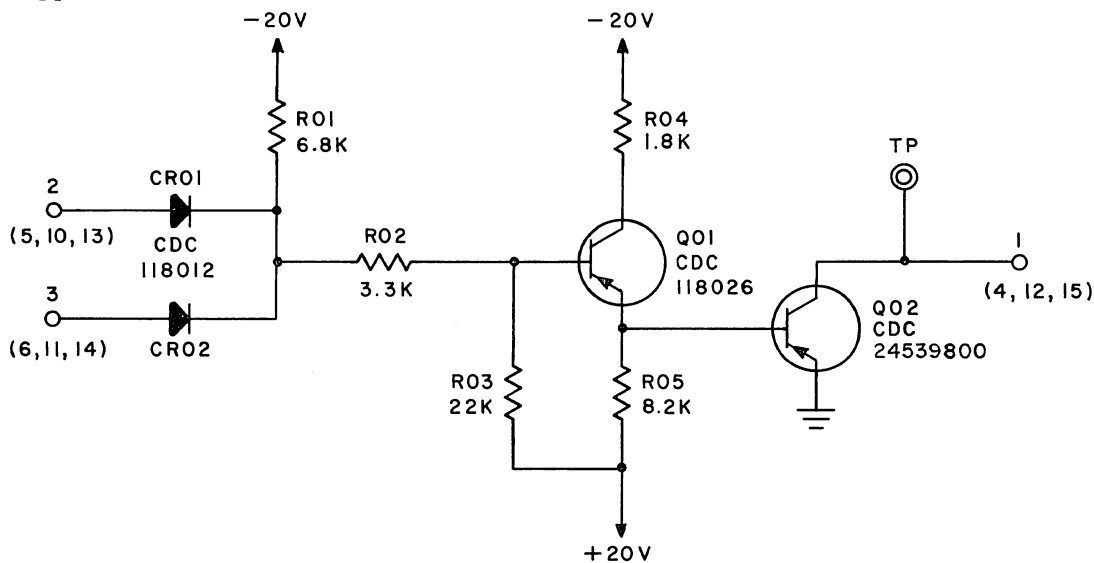 -20V
-20V
R01
6.8K
R04
1.8K
TP
2
CR01
(5, 10, 13)
CDC
118012
R02
3.3K
Q01
CDC
118026
1
(4, 12, 15)
3
(6, 11, 14)
CR02
Q02
CDC
24539800
R03
22K
R05
8.2K
+20V